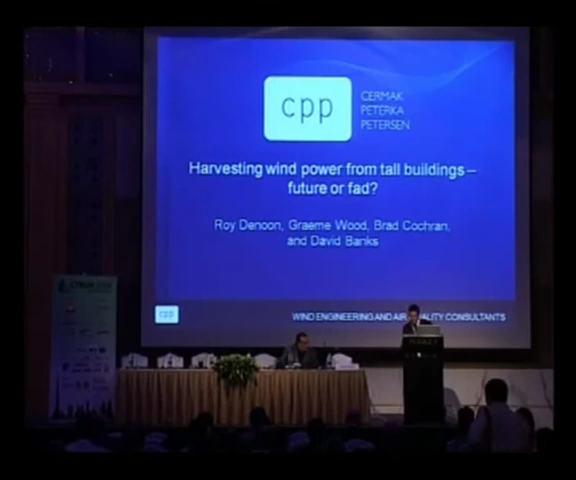 cpp
CERMAK
PETERKA
PETERSEN
Harvesting wind power from tall buildings –
future or fad?
Roy Denoon, Graeme Wood, Brad Cochran,
and David Banks
cpp
WIND ENGINEERING AND AIR QUALITY CONSULTANTS
HYATT